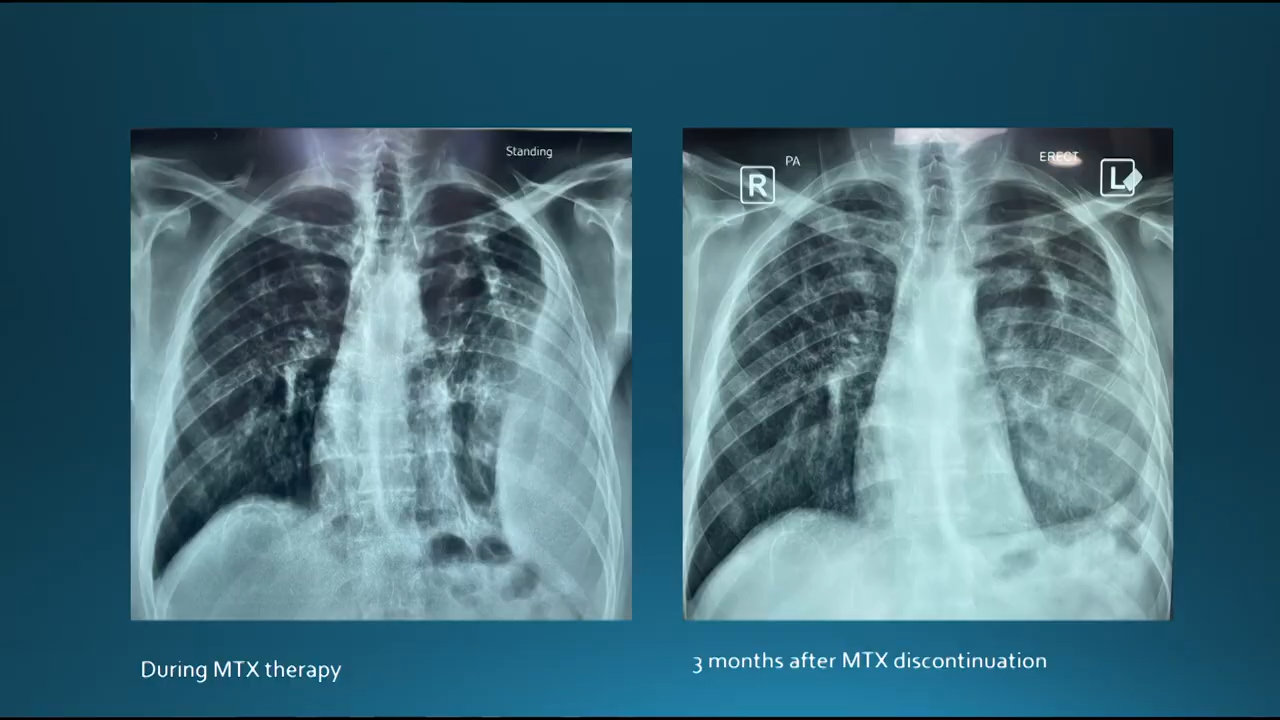 Standing
PA
ERECT
R
L
During MTX therapy
3 months after MTX discontinuation